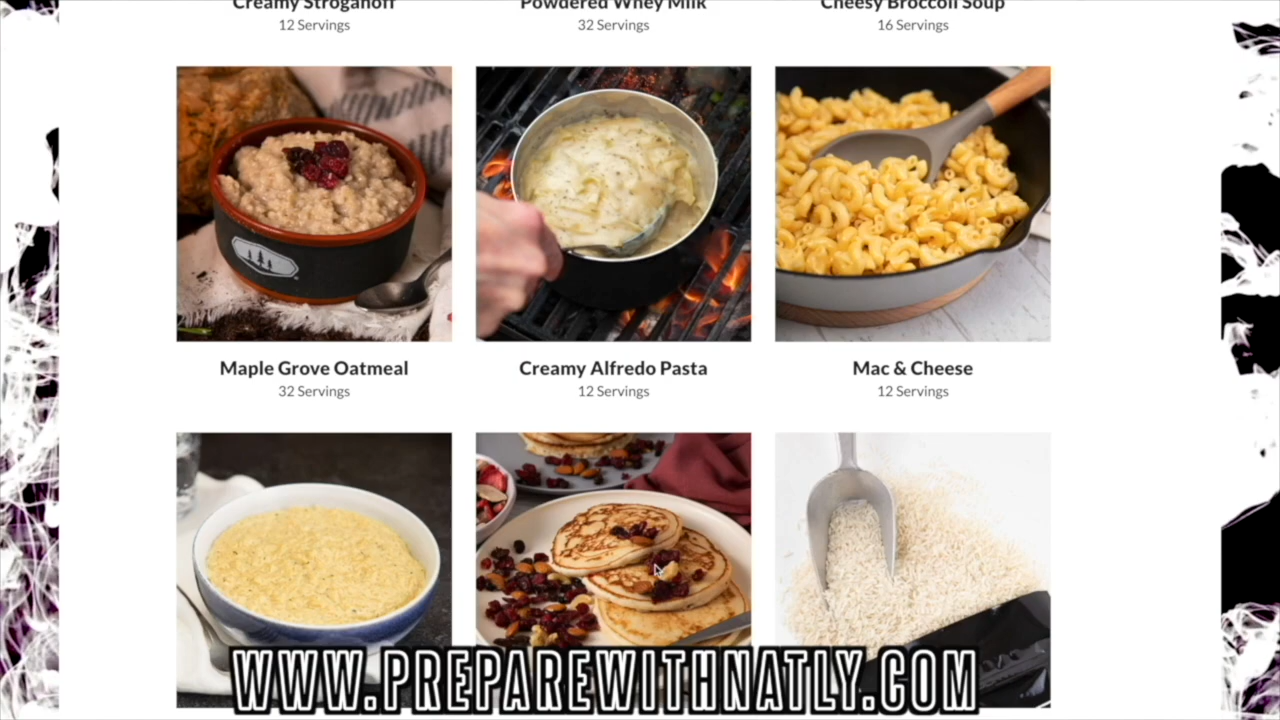 Creamy Stroganoff
Powdered Whey Milk
Cheesy Broccoli Soup
12 Servings
32 Servings
16 Servings
Maple Grove Oatmeal
Creamy Alfredo Pasta
Mac & Cheese
32 Servings
12 Servings
12 Servings
WWW.PREPAREWITHNATLY.COM